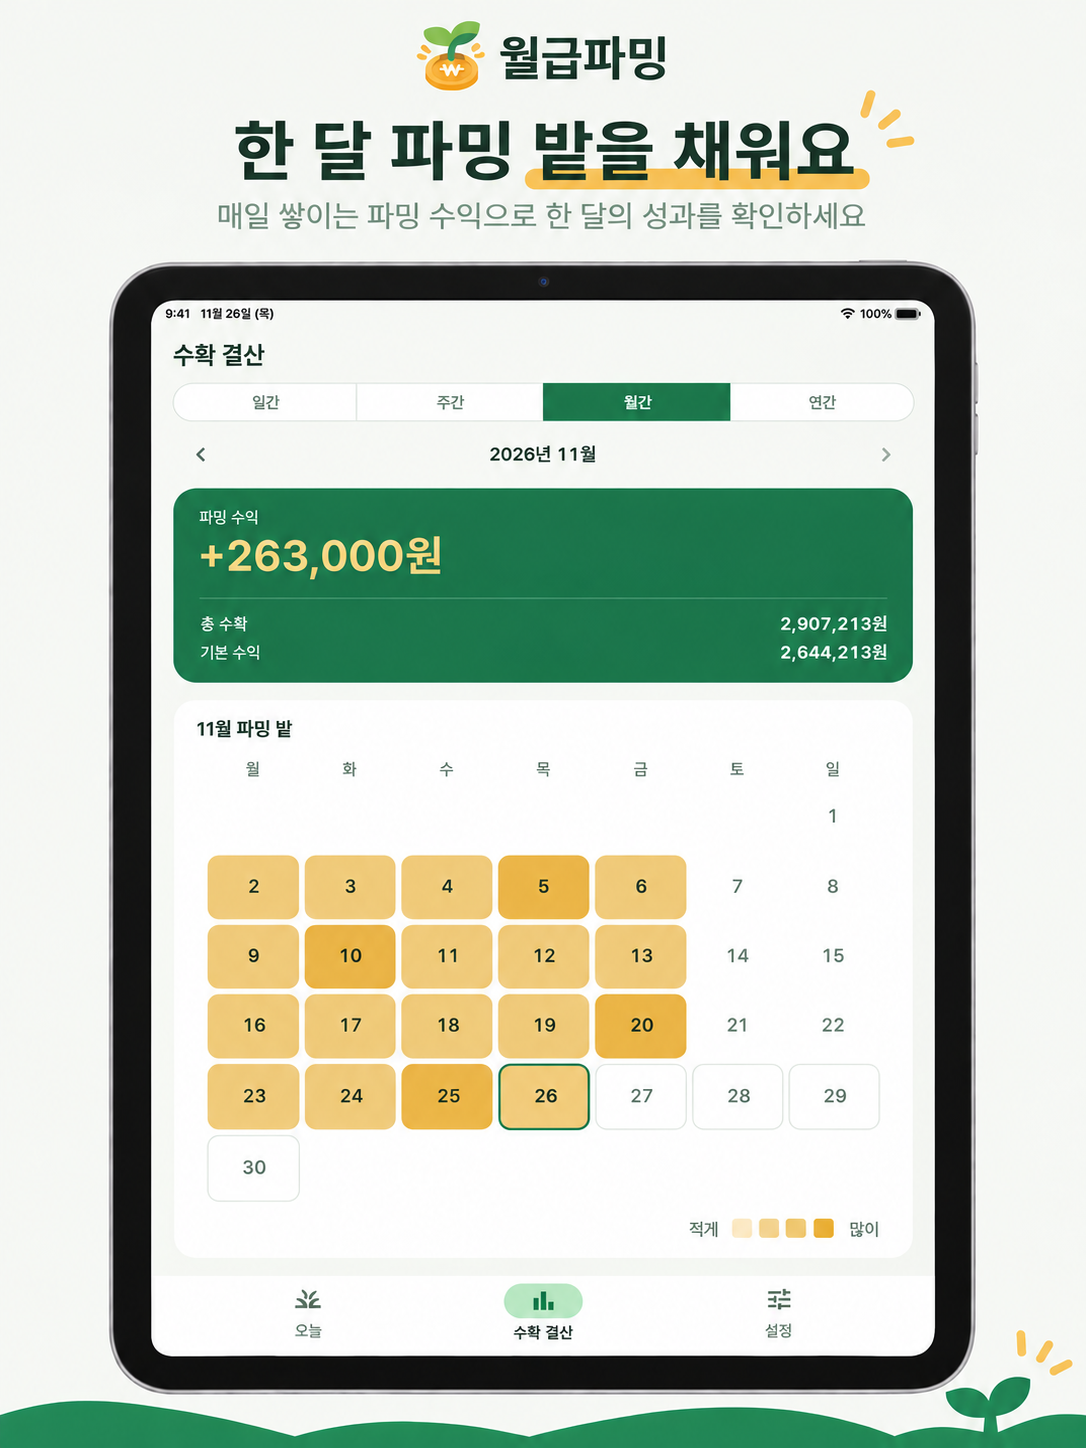 월급파밍
한 달 파밍 밭을 채워요
매일 쌓이는 파밍 수익으로 한 달의 성과를 확인하세요
9:41 11월 26일 (목) 100%
수확 결산
일간 주간 월간 연간
2026년 11월
파밍 수익
+263,000원
총 수확 2,907,213원
기본 수익 2,644,213원
11월 파밍 밭
월 화 수 목 금 토 일
1
2 3 4 5 6 7 8
9 10 11 12 13 14 15
16 17 18 19 20 21 22
23 24 25 26 27 28 29
30
적게 많이
오늘 수확 결산 설정